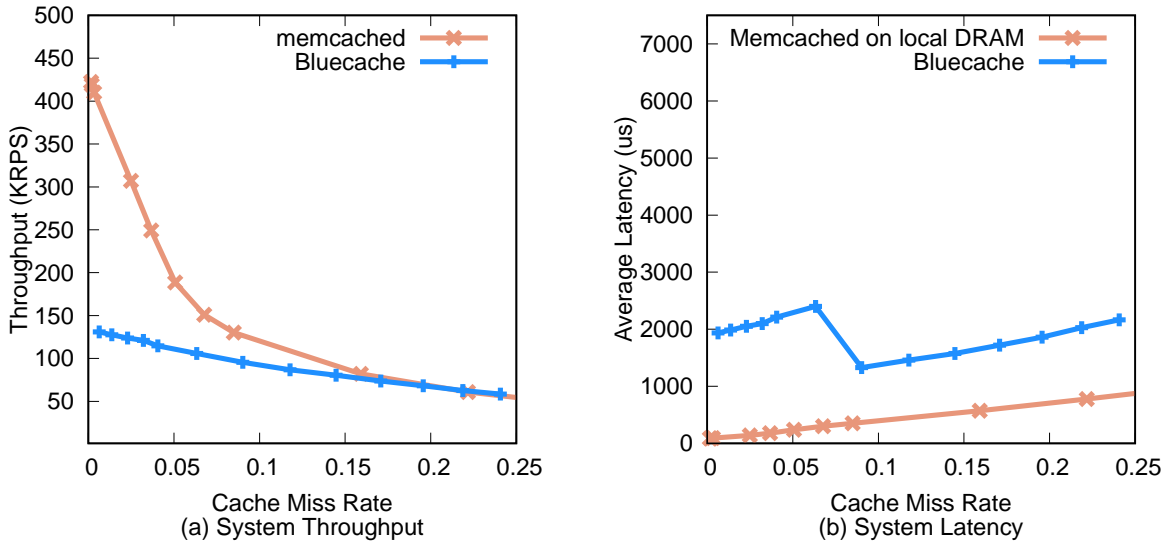 500
450
400
350
300
250
200
150
100
50
0 0.05 0.1 0.15 0.2 0.25
Throughput (KRPS)
Cache Miss Rate
memcached
Bluecache
(a) System Throughput
7000
6000
5000
4000
3000
2000
1000
0
0 0.05 0.1 0.15 0.2 0.25
Average Latency (us)
Cache Miss Rate
Memcached on local DRAM
Bluecache
(b) System Latency